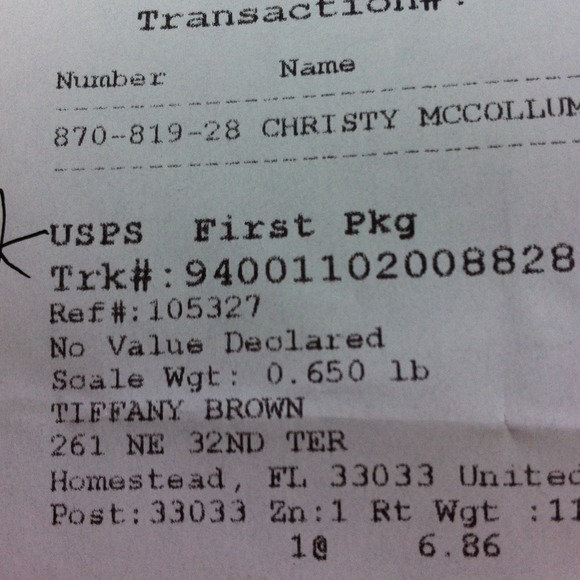 Transaction#:
Number Name
870-819-28 CHRISTY MCCOLLUM
USPS First Pkg
Trk#:94001102008828
Ref#:105327
No Value Declared
Scale Wgt: 0.650 lb
TIFFANY BROWN
261 NE 32ND TER
Homestead, FL 33033 United
Post:33033 Zn:1 Rt Wgt :11
1@ 6.86